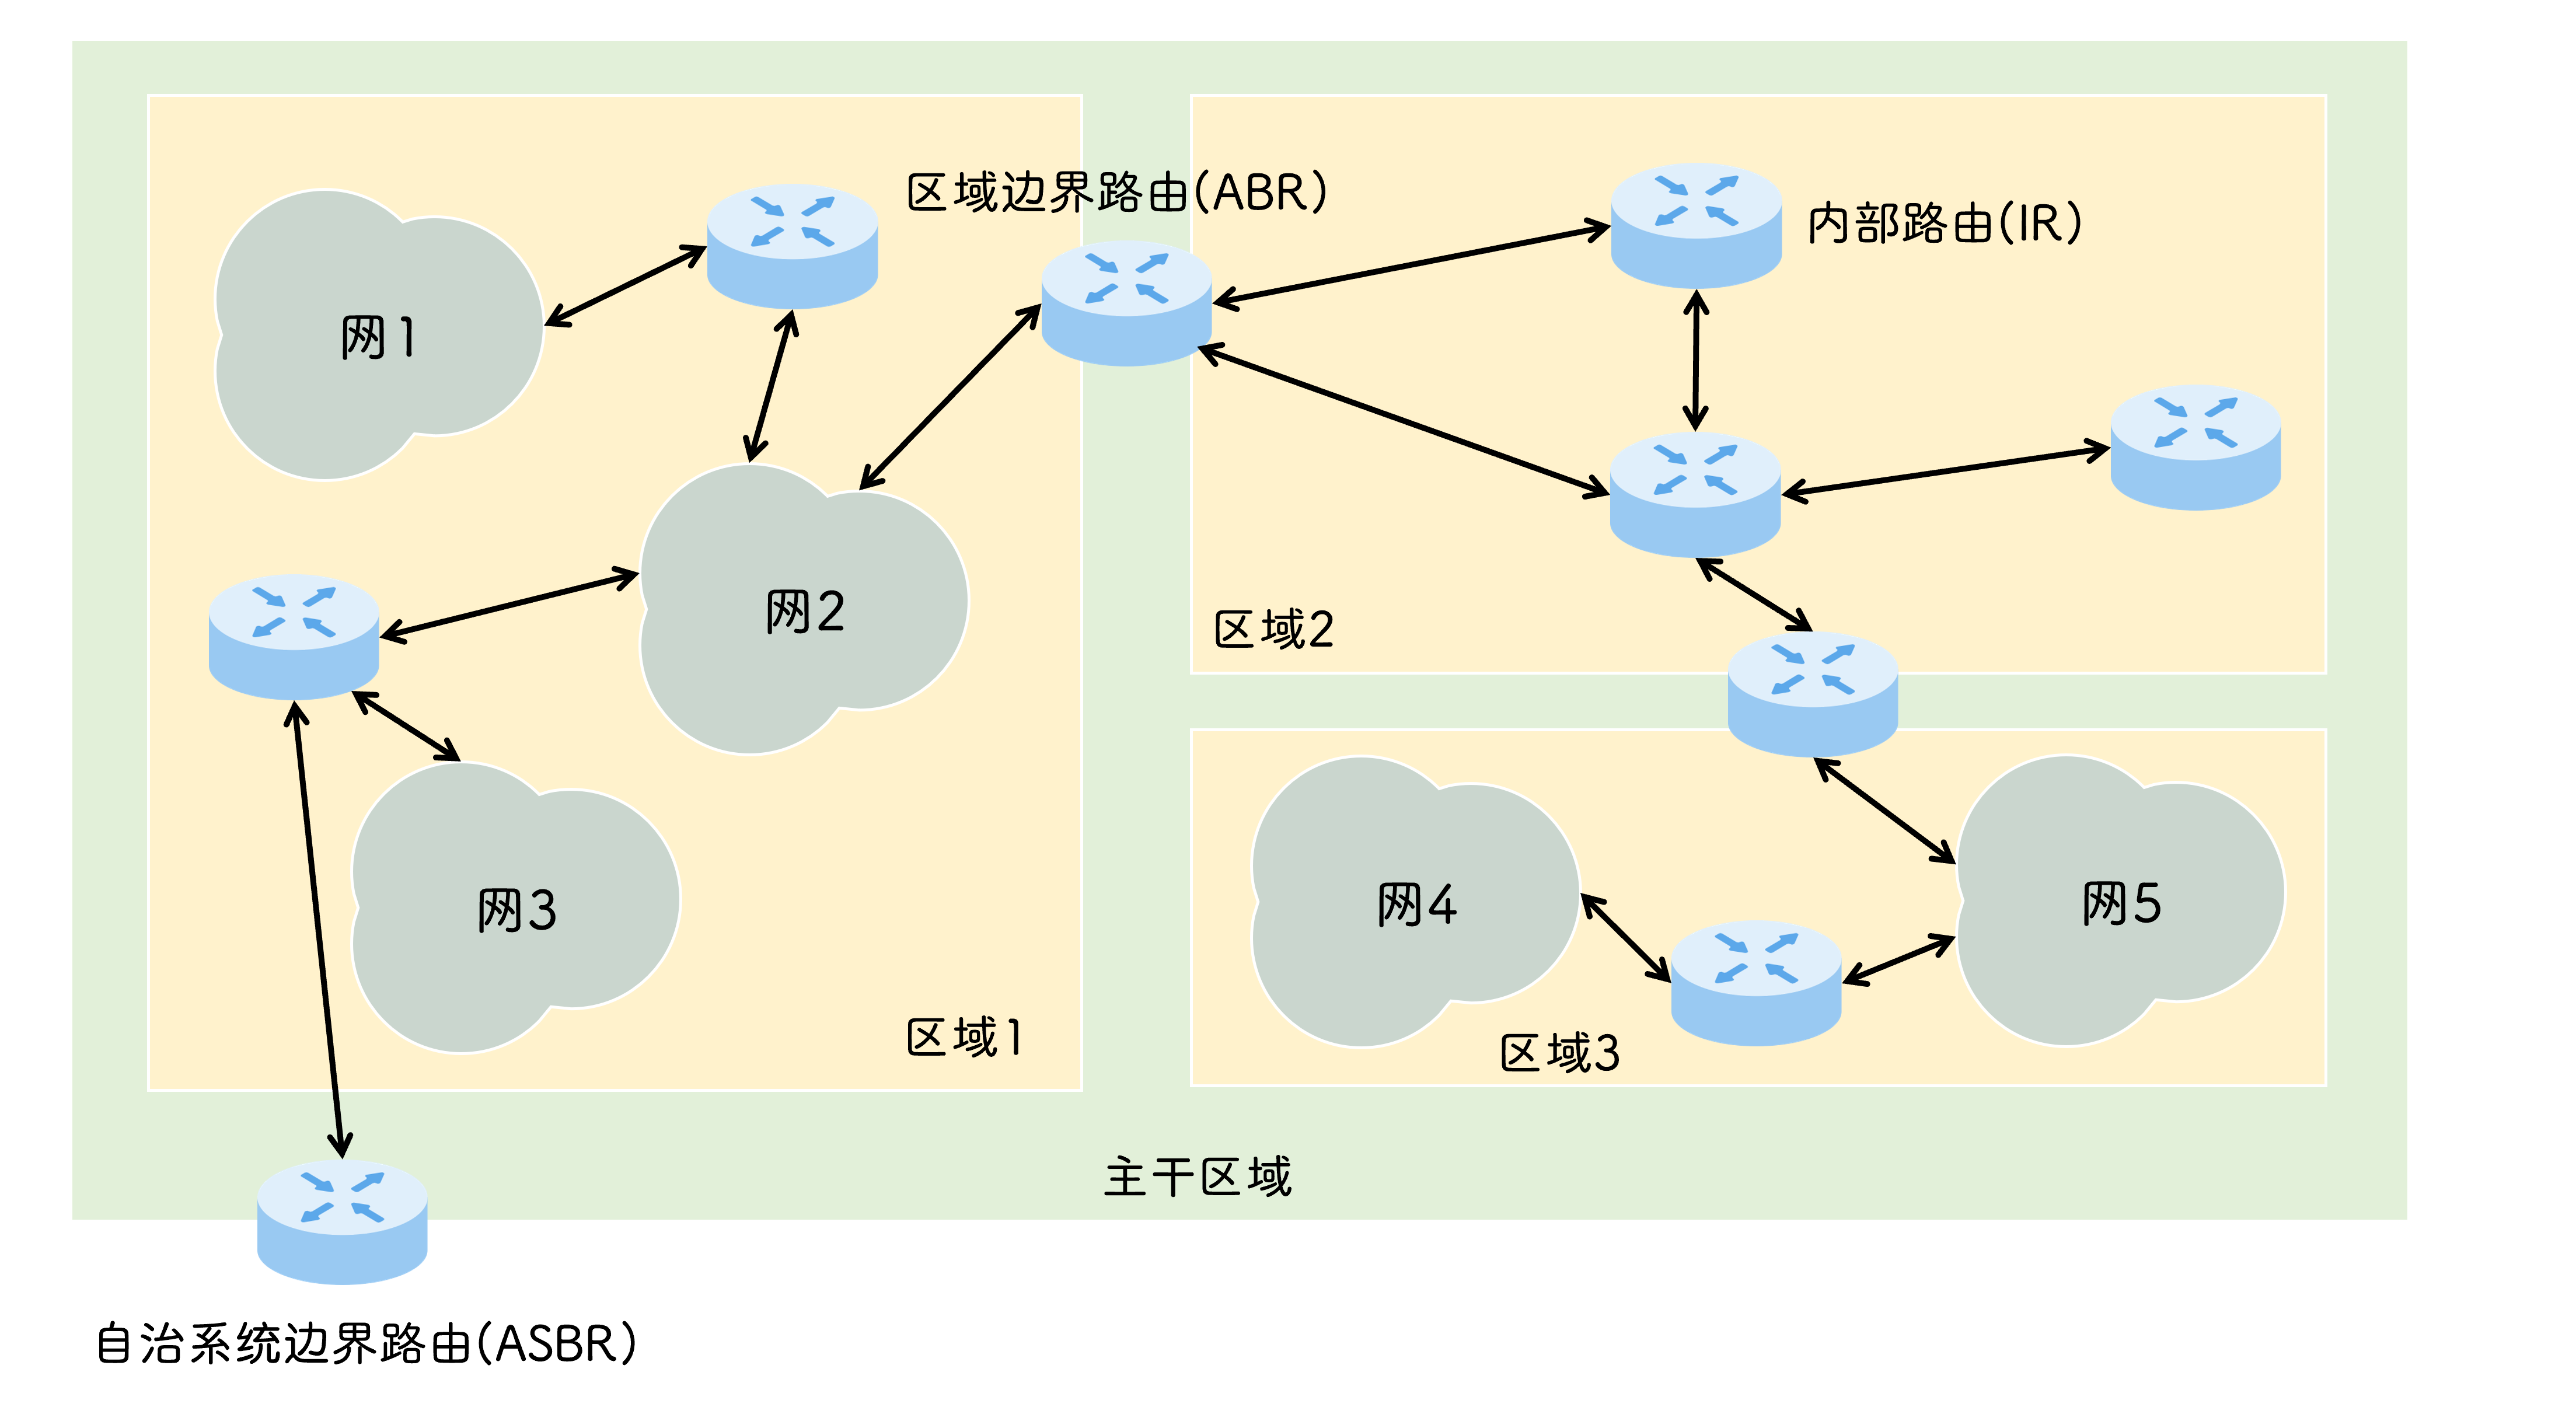 区域边界路由(ABR)
内部路由(IR)
网1
网2
区域2
网3
网4
网5
区域1
区域3
主干区域
自治系统边界路由(ASBR)